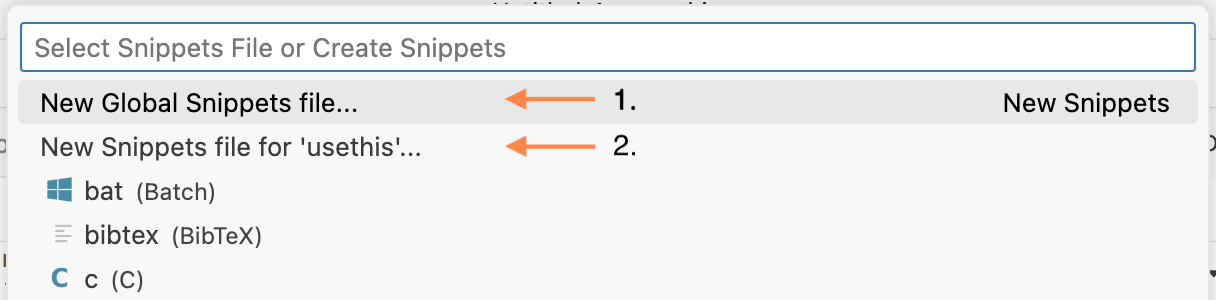 Select Snippets File or Create Snippets
New Global Snippets file... 1. New Snippets
New Snippets file for 'usethis'... 2.
bat (Batch)
bibtex (BibTeX)
C c (C)